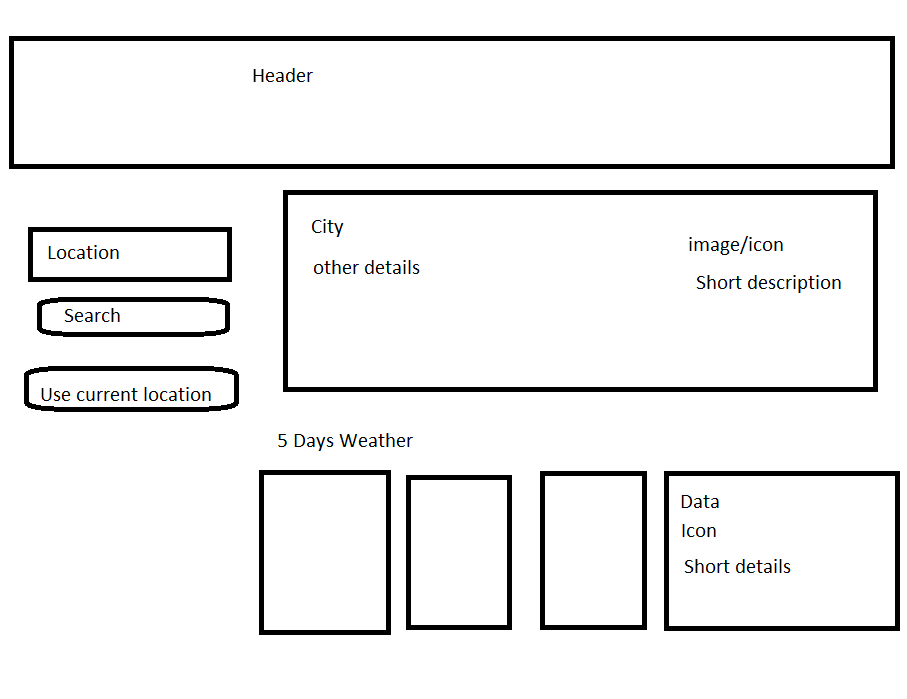 Header
Location
Search
Use current location
City
other details
image/icon
Short description
5 Days Weather
Data
Icon
Short details